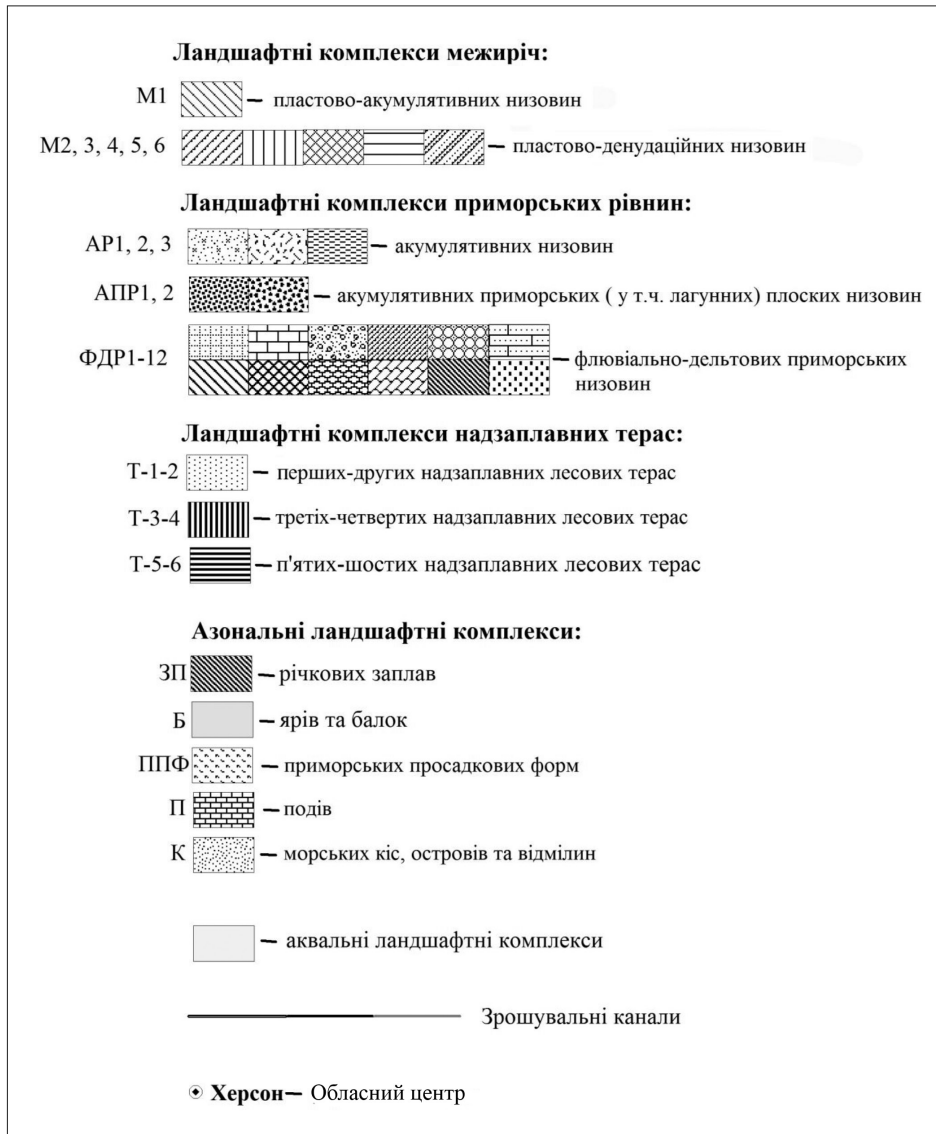 Ландшафтні комплекси межиріч:
М1 – пластово-акумулятивних низовин
М2, 3, 4, 5, 6 – пластово-денудаційних низовин
Ландшафтні комплекси приморських рівнин:
АР1, 2, 3 – акумулятивних низовин
АПР1, 2 – акумулятивних приморських ( у т.ч. лагунних) плоских низовин
ФДР1-12 – флювіально-дельтових приморських
низовин
Ландшафтні комплекси надзаплавних терас:
Т-1-2 – перших-других надзаплавних лесових терас
Т-3-4 – третіх-четвертих надзаплавних лесових терас
Т-5-6 – п'ятих-шостих надзаплавних лесових терас
Азональні ландшафтні комплекси:
ЗП – річкових заплав
Б – ярів та балок
ППФ – приморських просадкових форм
П – подів
К – морських кіс, островів та відмілин
– аквальні ландшафтні комплекси
Зрошувальні канали
Херсон – Обласний центр